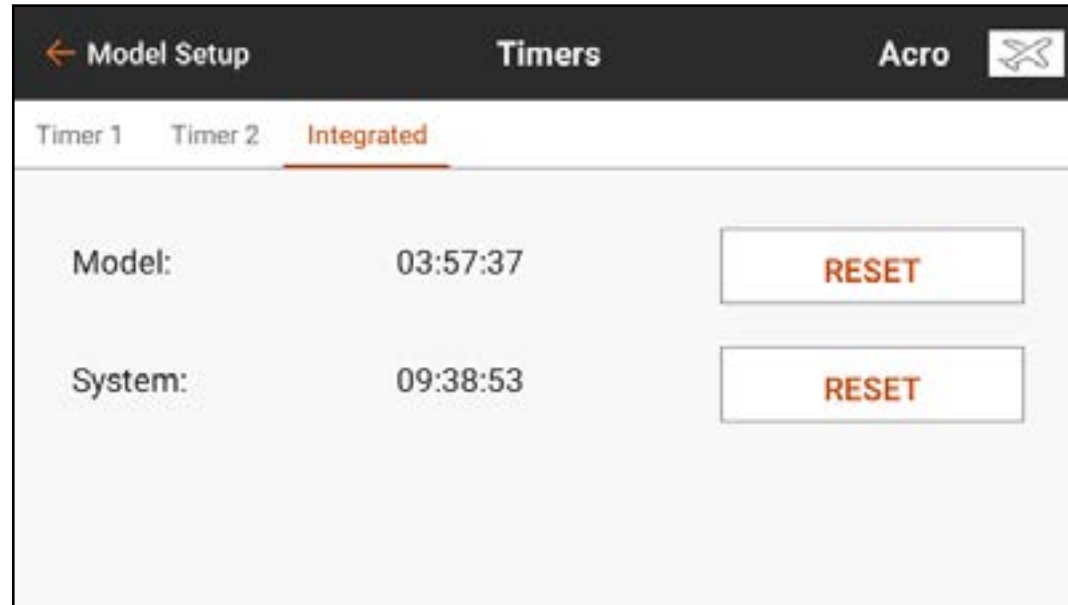 ← Model Setup Timers Acro
Timer 1 Timer 2 Integrated
Model: 03:57:37 RESET
System: 09:38:53 RESET